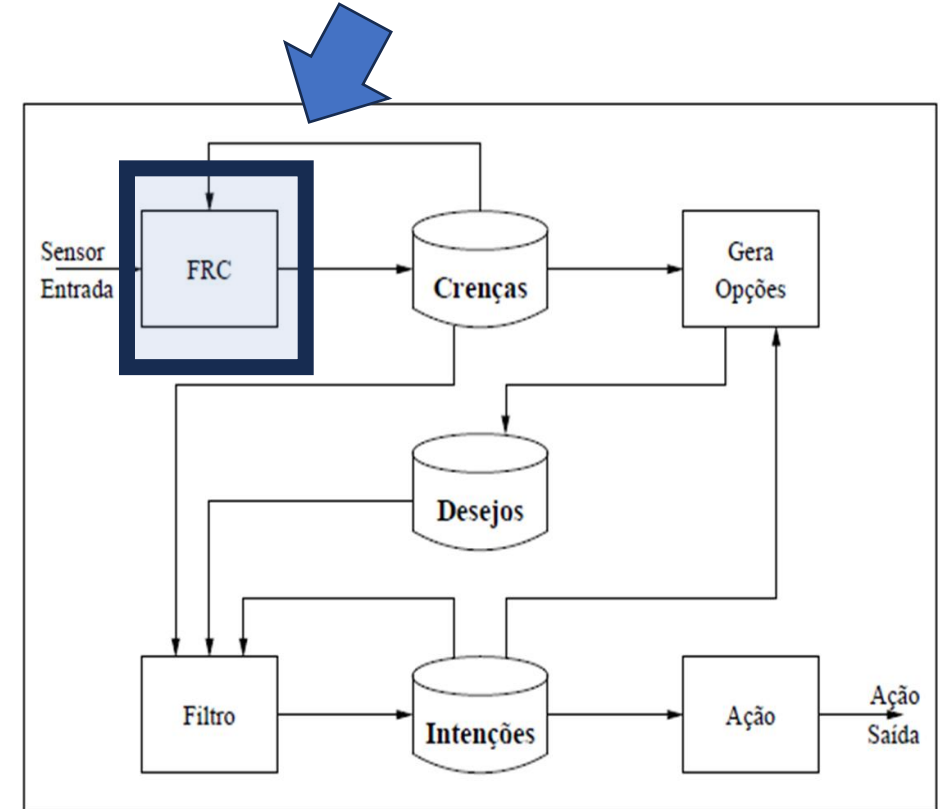 Sensor
Entrada
FRC
Crenças
Gera
Opções
Desejos
Filtro
Intenções
Ação
Ação
Saída